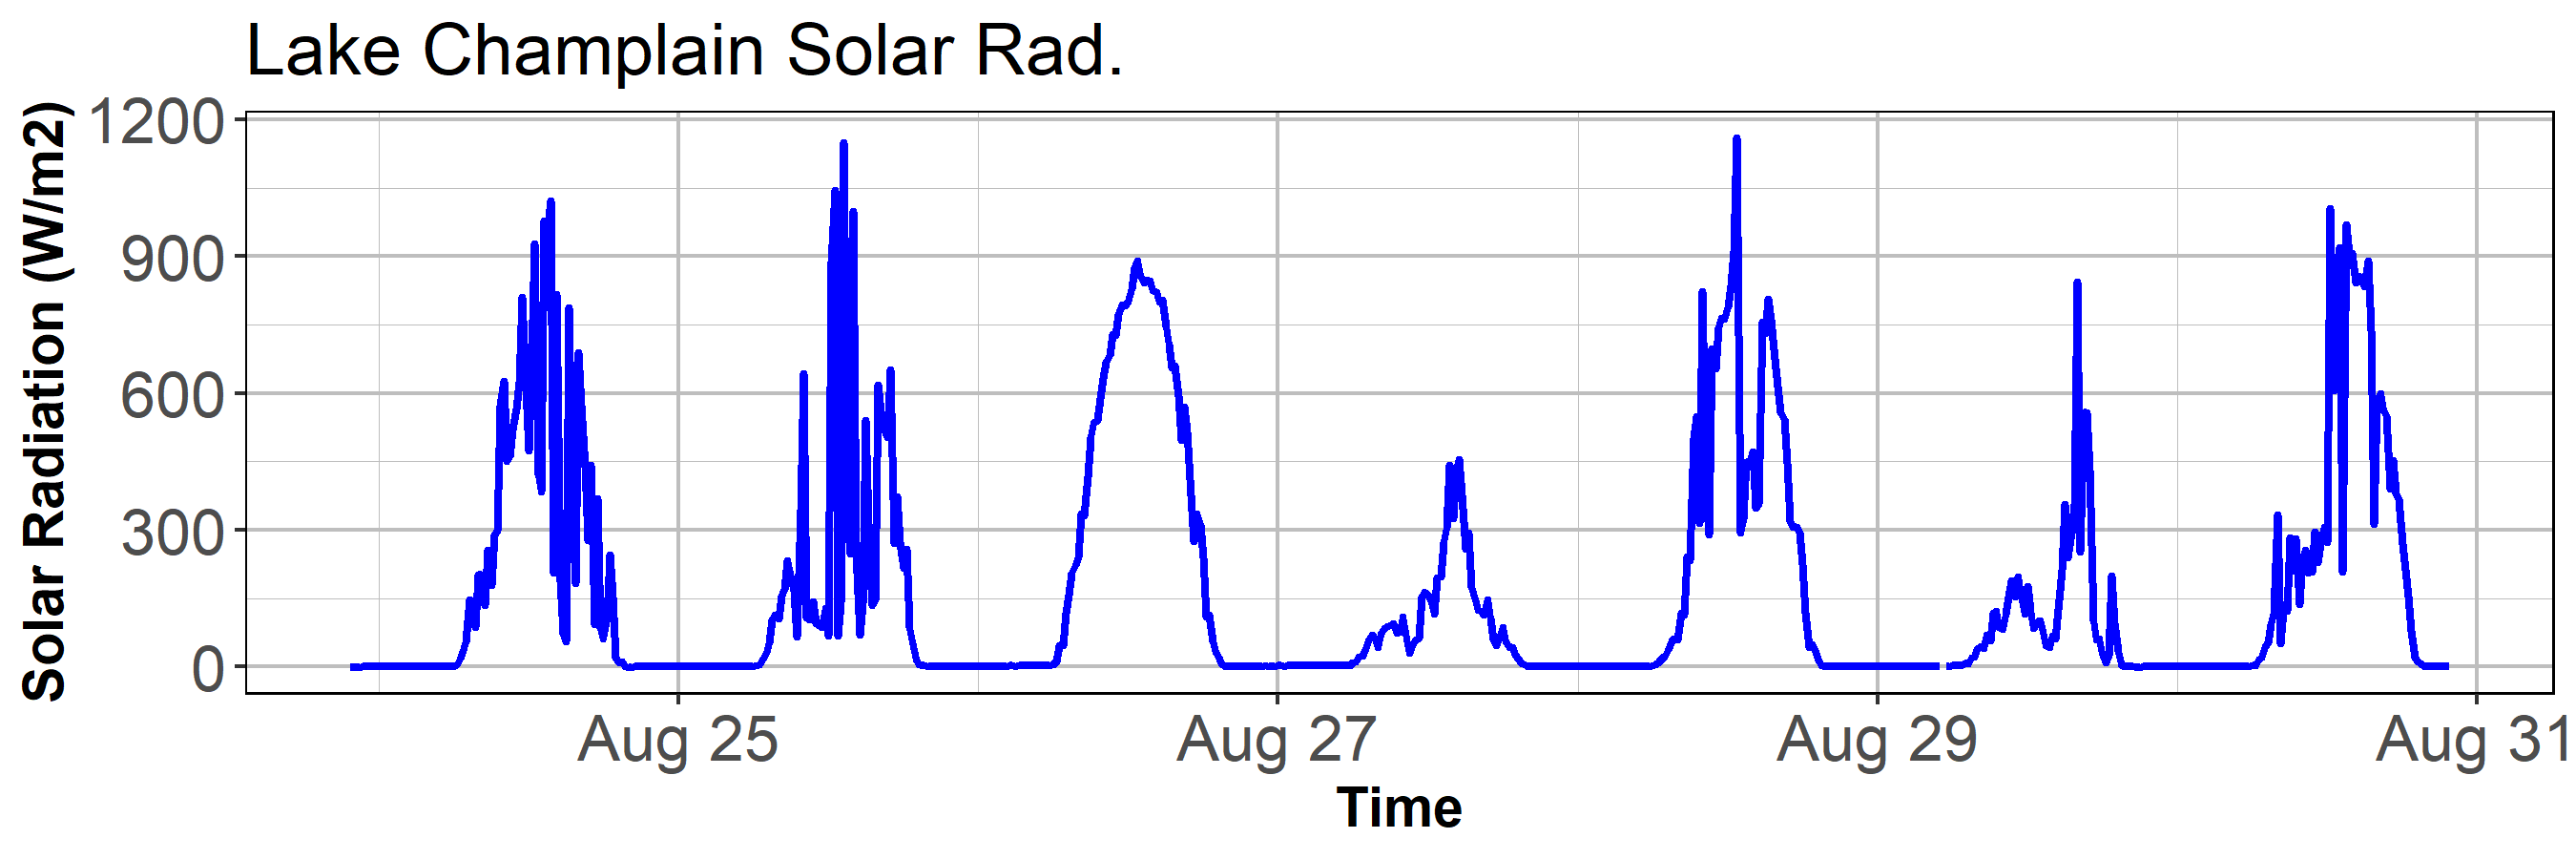 Lake Champlain Solar Rad.
Solar Radiation (W/m2)
1200
900
600
300
0
Aug 25 Aug 27 Aug 29 Aug 31
Time